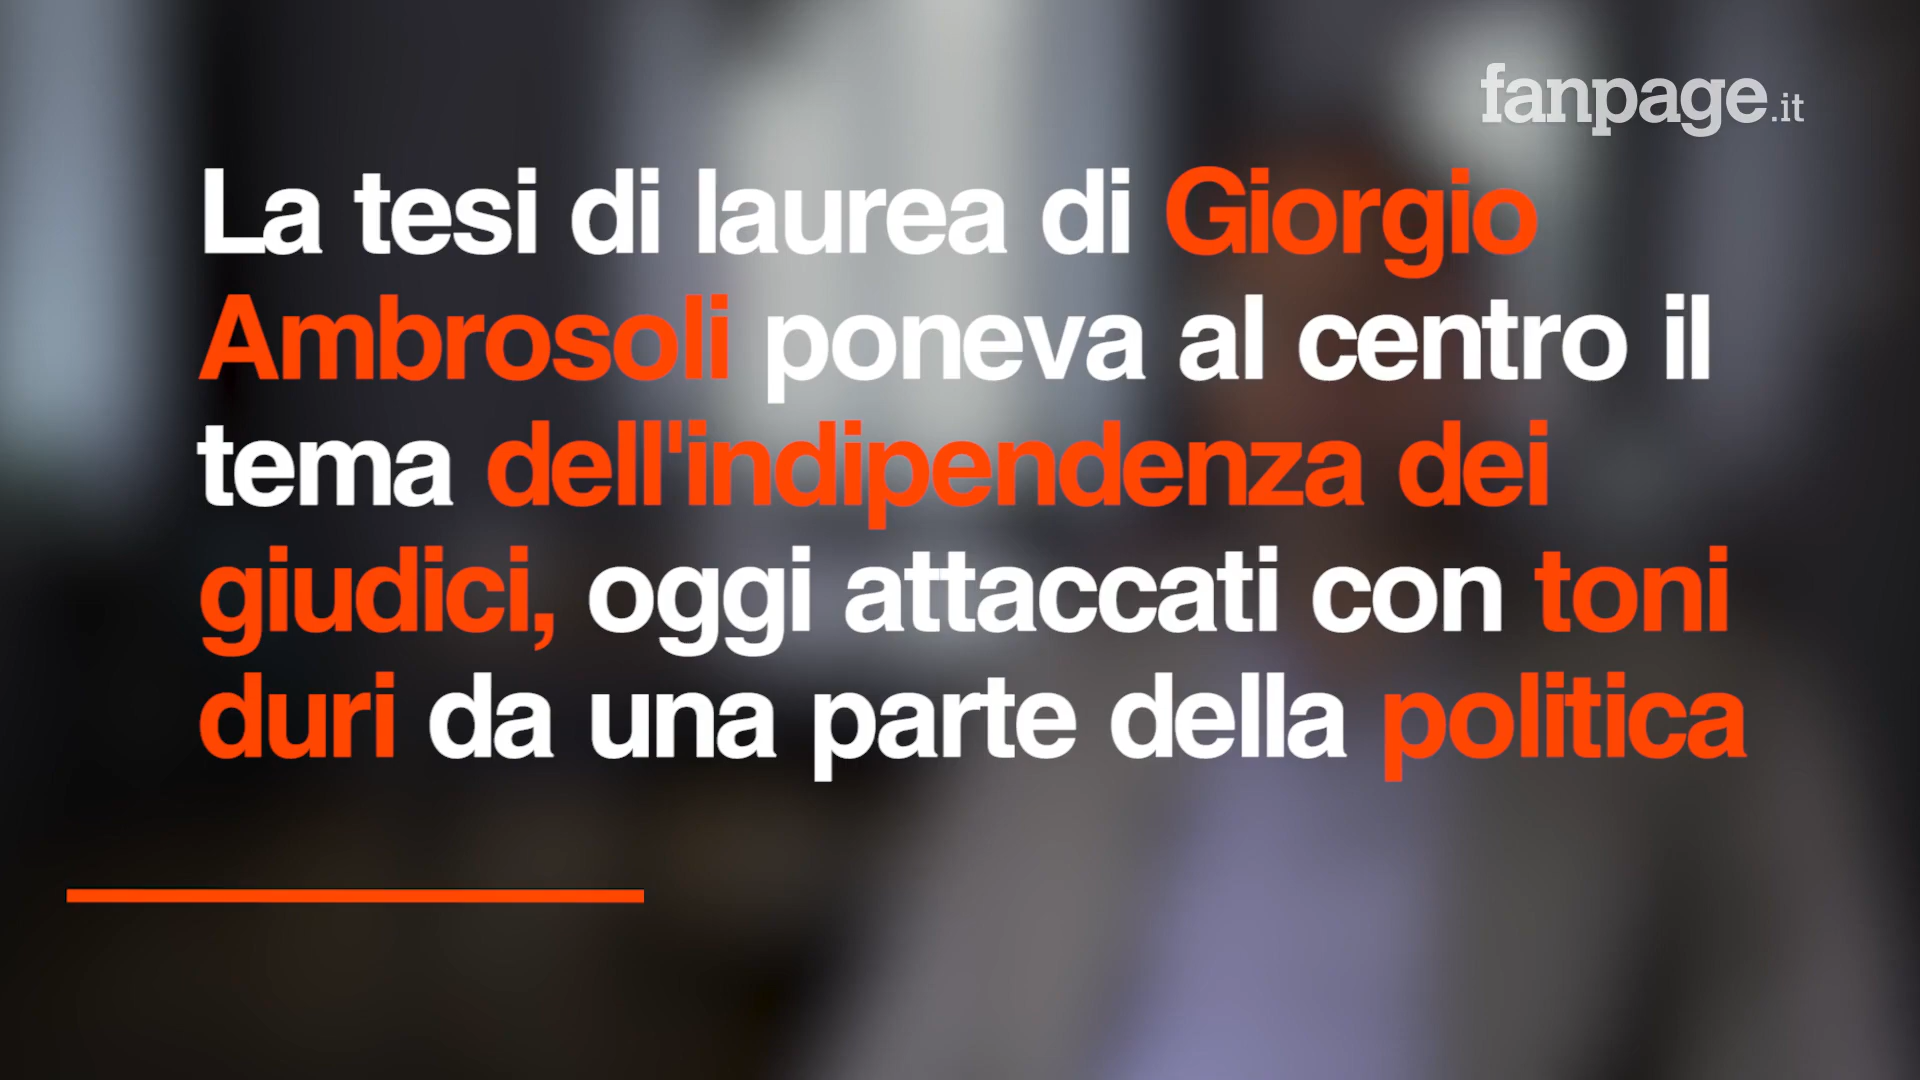 fanpage.it
La tesi di laurea di Giorgio
Ambrosoli poneva al centro il
tema dell'indipendenza dei
giudici, oggi attaccati con toni
duri da una parte della politica